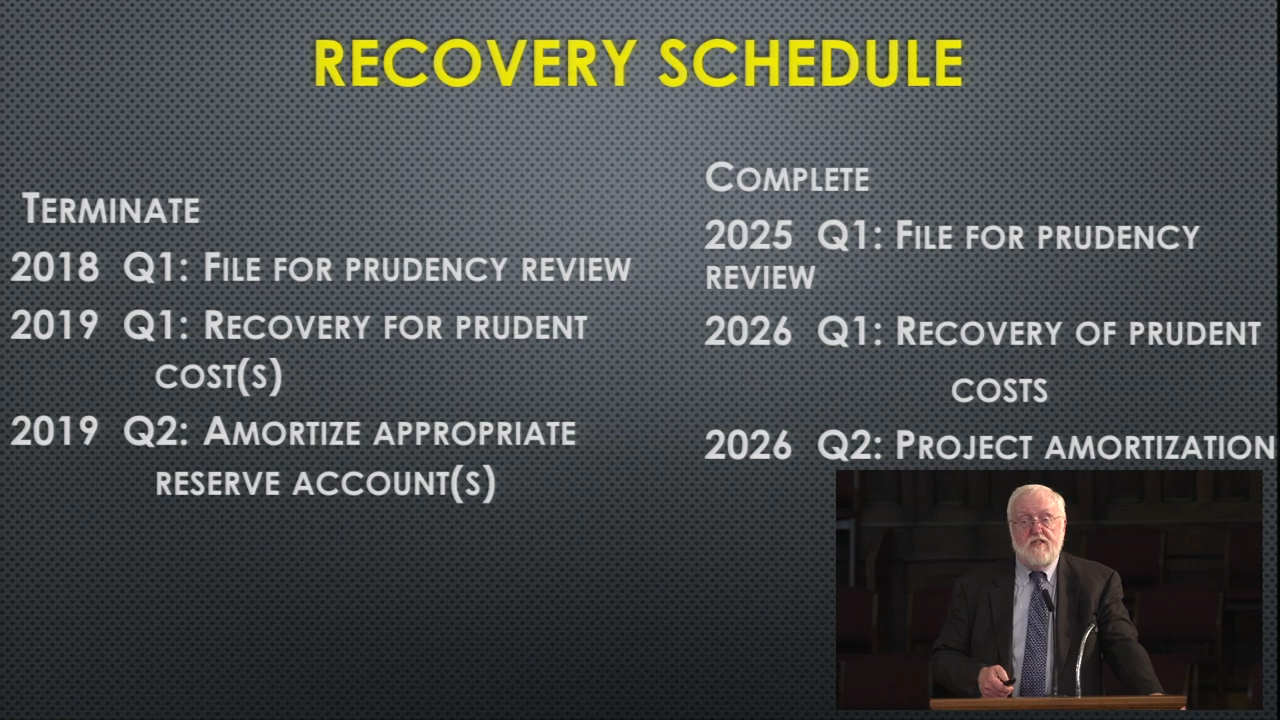 RECOVERY SCHEDULE
TERMINATE
2018 Q1: FILE FOR PRUDENCY REVIEW
2019 Q1: RECOVERY FOR PRUDENT
COST(S)
2019 Q2: AMORTIZE APPROPRIATE
RESERVE ACCOUNT(S)
COMPLETE
2025 Q1: FILE FOR PRUDENCY
REVIEW
2026 Q1: RECOVERY OF PRUDENT
COSTS
2026 Q2: PROJECT AMORTIZATION